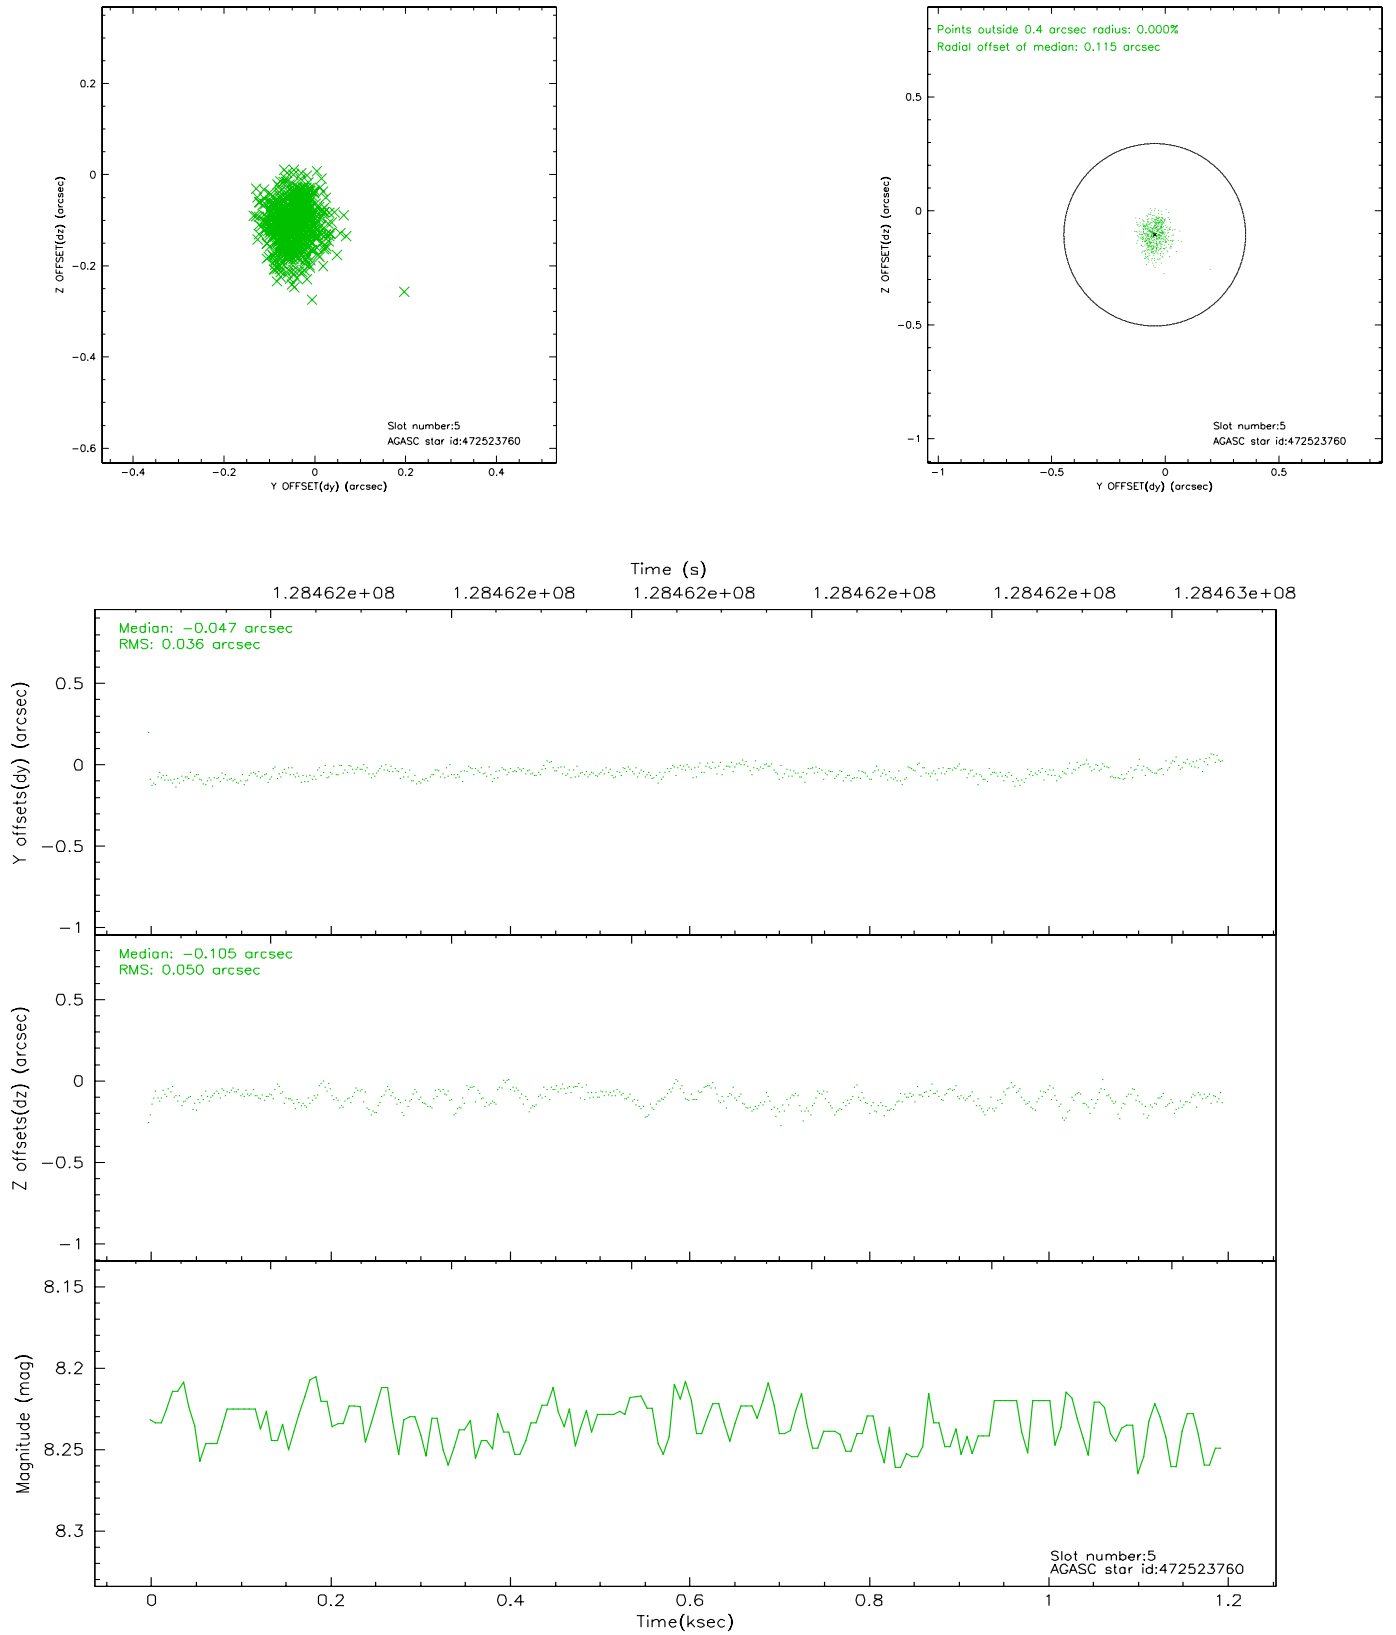 0.2
0
−0.2
−0.4
−0.6
Z OFFSET(dz) (arcsec)
Slot number:5
AGASC star id:472523760
−0.4
−0.2
0
0.2
0.4
Y OFFSET(dy) (arcsec)
Points outside 0.4 arcsec radius: 0.000%
Radial offset of median: 0.115 arcsec
0.5
0
−0.5
−1
Z OFFSET(dz) (arcsec)
Slot number:5
AGASC star id:472523760
−1
−0.5
0
0.5
Y OFFSET(dy) (arcsec)
Time (s)
1.28462e+08
1.28462e+08
1.28462e+08
1.28462e+08
1.28462e+08
1.28463e+08
Median: −0.047 arcsec
RMS: 0.036 arcsec
0.5
0
−0.5
−1
Y offsets(dy) (arcsec)
Median: −0.105 arcsec
RMS: 0.050 arcsec
0.5
0
−0.5
−1
Z offsets(dz) (arcsec)
8.15
8.2
8.25
8.3
Magnitude (mag)
Slot number:5
AGASC star id:472523760
0
0.2
0.4
0.6
0.8
1
1.2
Time(ksec)